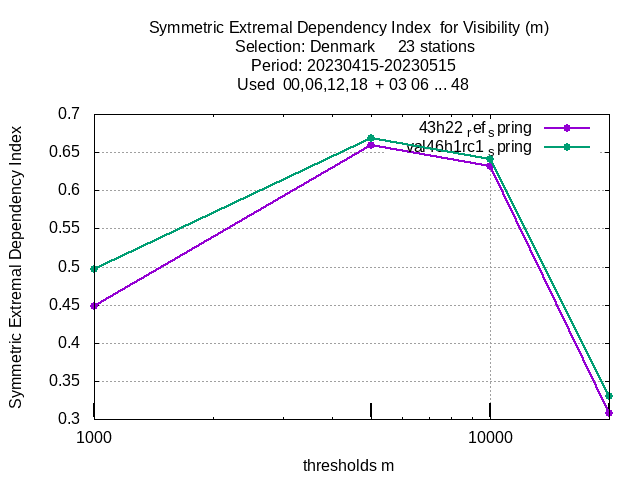 Symmetric Extremal Dependency Index for Visibility (m)
Selection: Denmark 23 stations
Period: 20230415-20230515
Used 00,06,12,18 + 03 06 ... 48
0.7
0.65
0.6
0.55
0.5
0.45
0.4
0.35
0.3
Symmetric Extremal Dependency Index
43h22 ref spring
val46h1rc1 spring
1000
10000
thresholds m